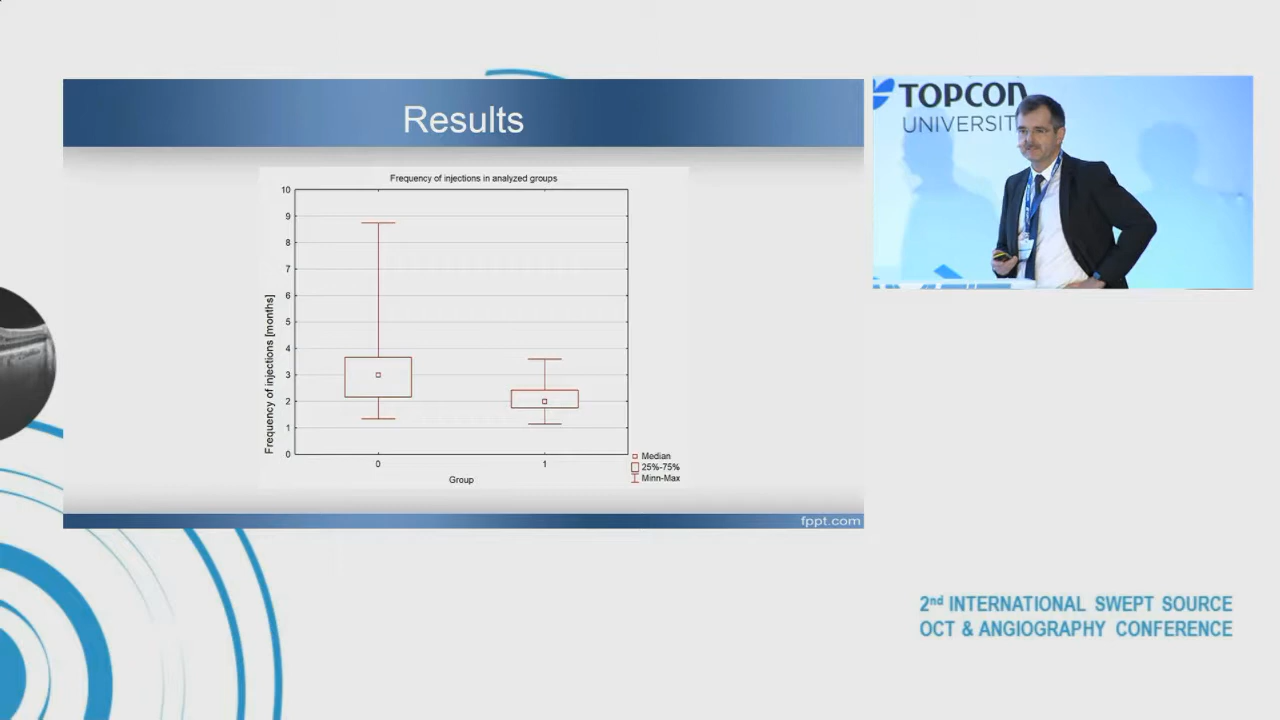 Results
Frequency of injections in analyzed groups
10
9
8
7
6
5
4
3
2
1
0
Frequency of injections [months]
0
1
Group
Median
25%-75%
Minn-Max
fppt.com
TOPCON
UNIVERSIT
2nd INTERNATIONAL SWEPT SOURCE
OCT & ANGIOGRAPHY CONFERENCE